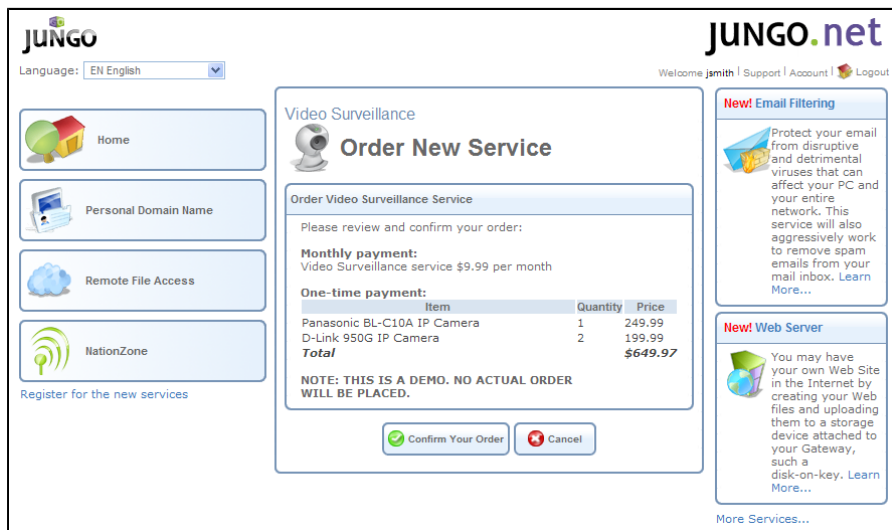 JUNGO
JUNGO.net
Language: EN English
Welcome jsmith | Support | Account | Logout
Home
Personal Domain Name
Remote File Access
NationZone
Register for the new services
Video Surveillance
Order New Service
Order Video Surveillance Service
Please review and confirm your order:
Monthly payment:
Video Surveillance service $9.99 per month
One-time payment:
Item Quantity Price
Panasonic BL-C10A IP Camera 1 249.99
D-Link 950G IP Camera 2 199.99
Total $649.97
NOTE: THIS IS A DEMO. NO ACTUAL ORDER
WILL BE PLACED.
Confirm Your Order
Cancel
New! Email Filtering
Protect your email
from disruptive
and detrimental
viruses that can
affect your PC and
your entire
network. This
service will also
aggressively work
to remove spam
emails from your
mail inbox. Learn
More...
New! Web Server
You may have
your own Web Site
in the Internet by
creating your Web
files and uploading
them to a storage
device attached to
your Gateway,
such a
disk-on-key. Learn
More...
More Services...